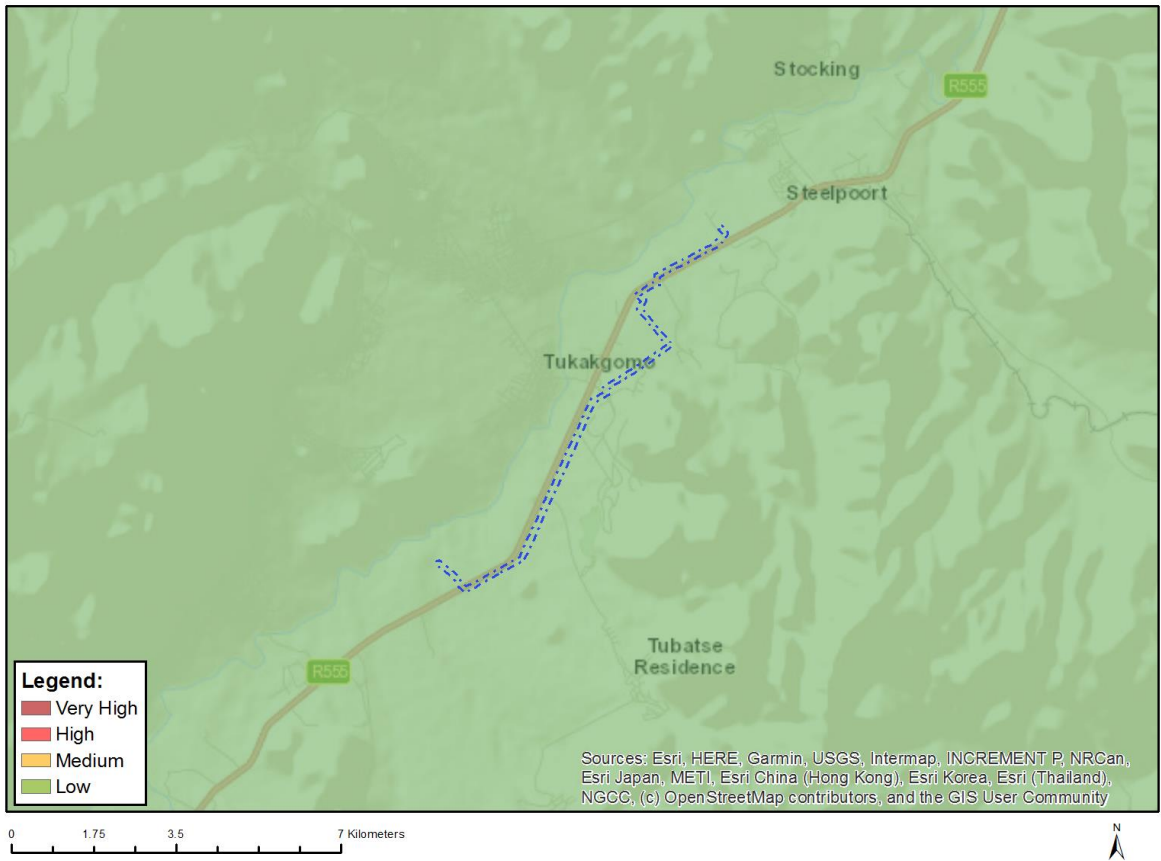 Stocking
R555
Steelpoort
Tukakgomo
Tubatse
Residence
R555
Legend:
Very High
High
Medium
Low
Sources: Esri, HERE, Garmin, USGS, Intermap, INCREMENT P, NRCan,
Esri Japan, METI, Esri China (Hong Kong), Esri Korea, Esri (Thailand),
NGCC, (c) OpenStreetMap contributors, and the GIS User Community
0 1.75 3.5 7 Kilometers
N